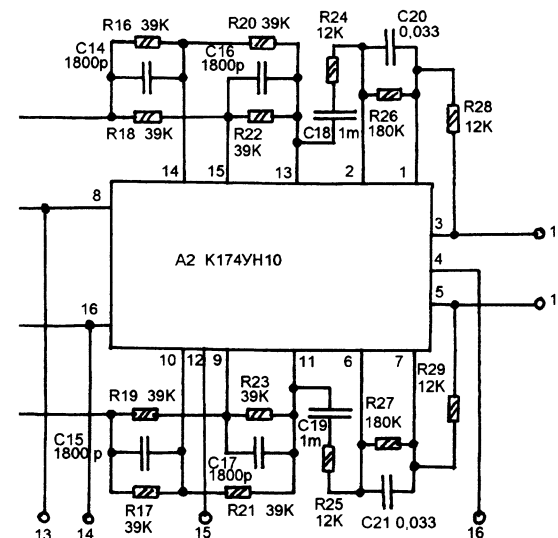 R16 39K
R20 39K
R24
12K
C20
0,033
C14
1800p
C16
1800p
R18 39K
R22
39K
C18 1m
R26
180K
R28
12K
14
15
13
2
1
8
3
1
4
5
1
A2 К174УН10
16
10
12
9
11
6
7
R19 39K
R23
39K
C19
1m
R27
180K
R29
12K
C15
1800 p
C17
1800p
R17
39K
R21 39K
R25
12K
C21 0,033
13
14
15
16